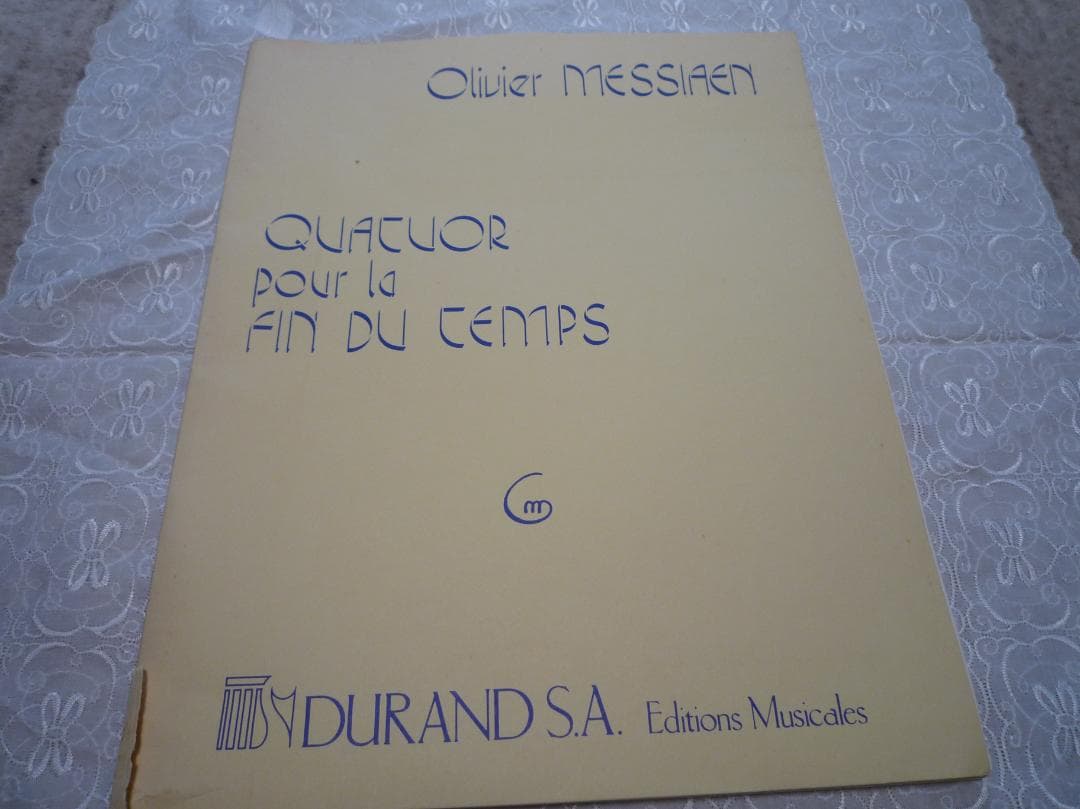 Olivier MESSIAEN
QUATUOR
pour la
FIN DU TEMPS
DURAND S.A. Editions Musicales